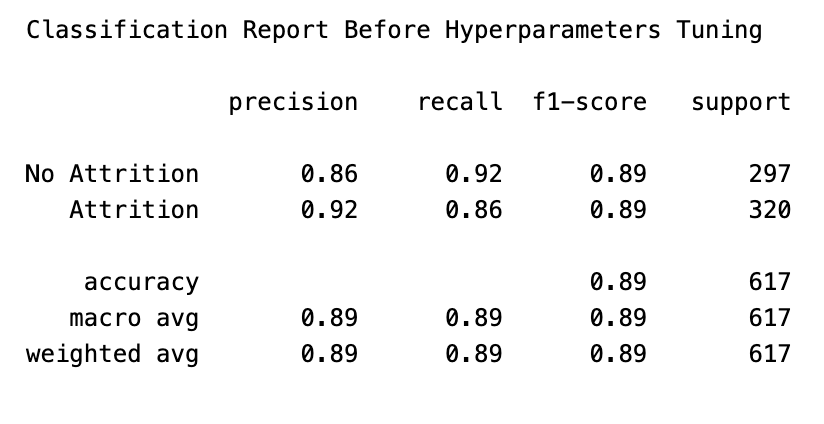 Classification Report Before Hyperparameters Tuning
precision recall f1-score support
No Attrition 0.86 0.92 0.89 297
Attrition 0.92 0.86 0.89 320
accuracy 0.89 617
macro avg 0.89 0.89 0.89 617
weighted avg 0.89 0.89 0.89 617